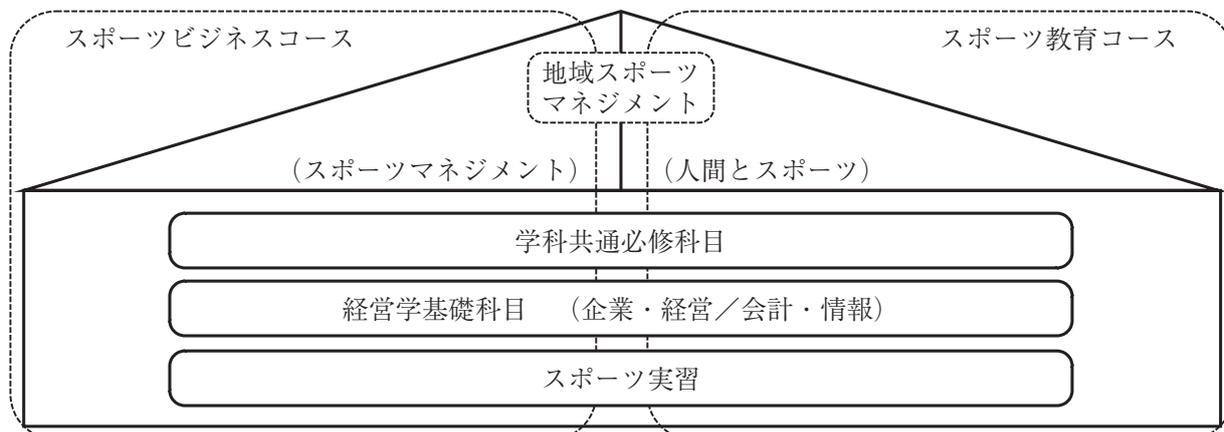 スポーツビジネスコース
スポーツ教育コース
地域スポーツ
マネジメント
（スポーツマネジメント）
（人間とスポーツ）
学科共通必修科目
経営学基礎科目　（企業・経営／会計・情報）
スポーツ実習